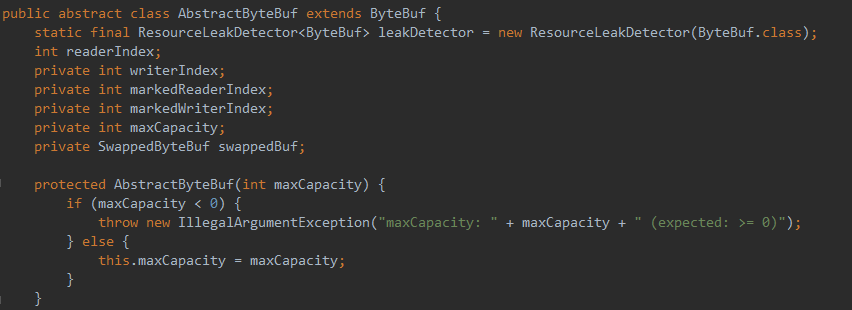 public abstract class AbstractByteBuf extends ByteBuf {
    static final ResourceLeakDetector<ByteBuf> leakDetector = new ResourceLeakDetector(ByteBuf.class);
    int readerIndex;
    private int writerIndex;
    private int markedReaderIndex;
    private int markedWriterIndex;
    private int maxCapacity;
    private SwappedByteBuf swappedBuf;

    protected AbstractByteBuf(int maxCapacity) {
        if (maxCapacity < 0) {
            throw new IllegalArgumentException("maxCapacity: " + maxCapacity + " (expected: >= 0)");
        } else {
            this.maxCapacity = maxCapacity;
        }
    }